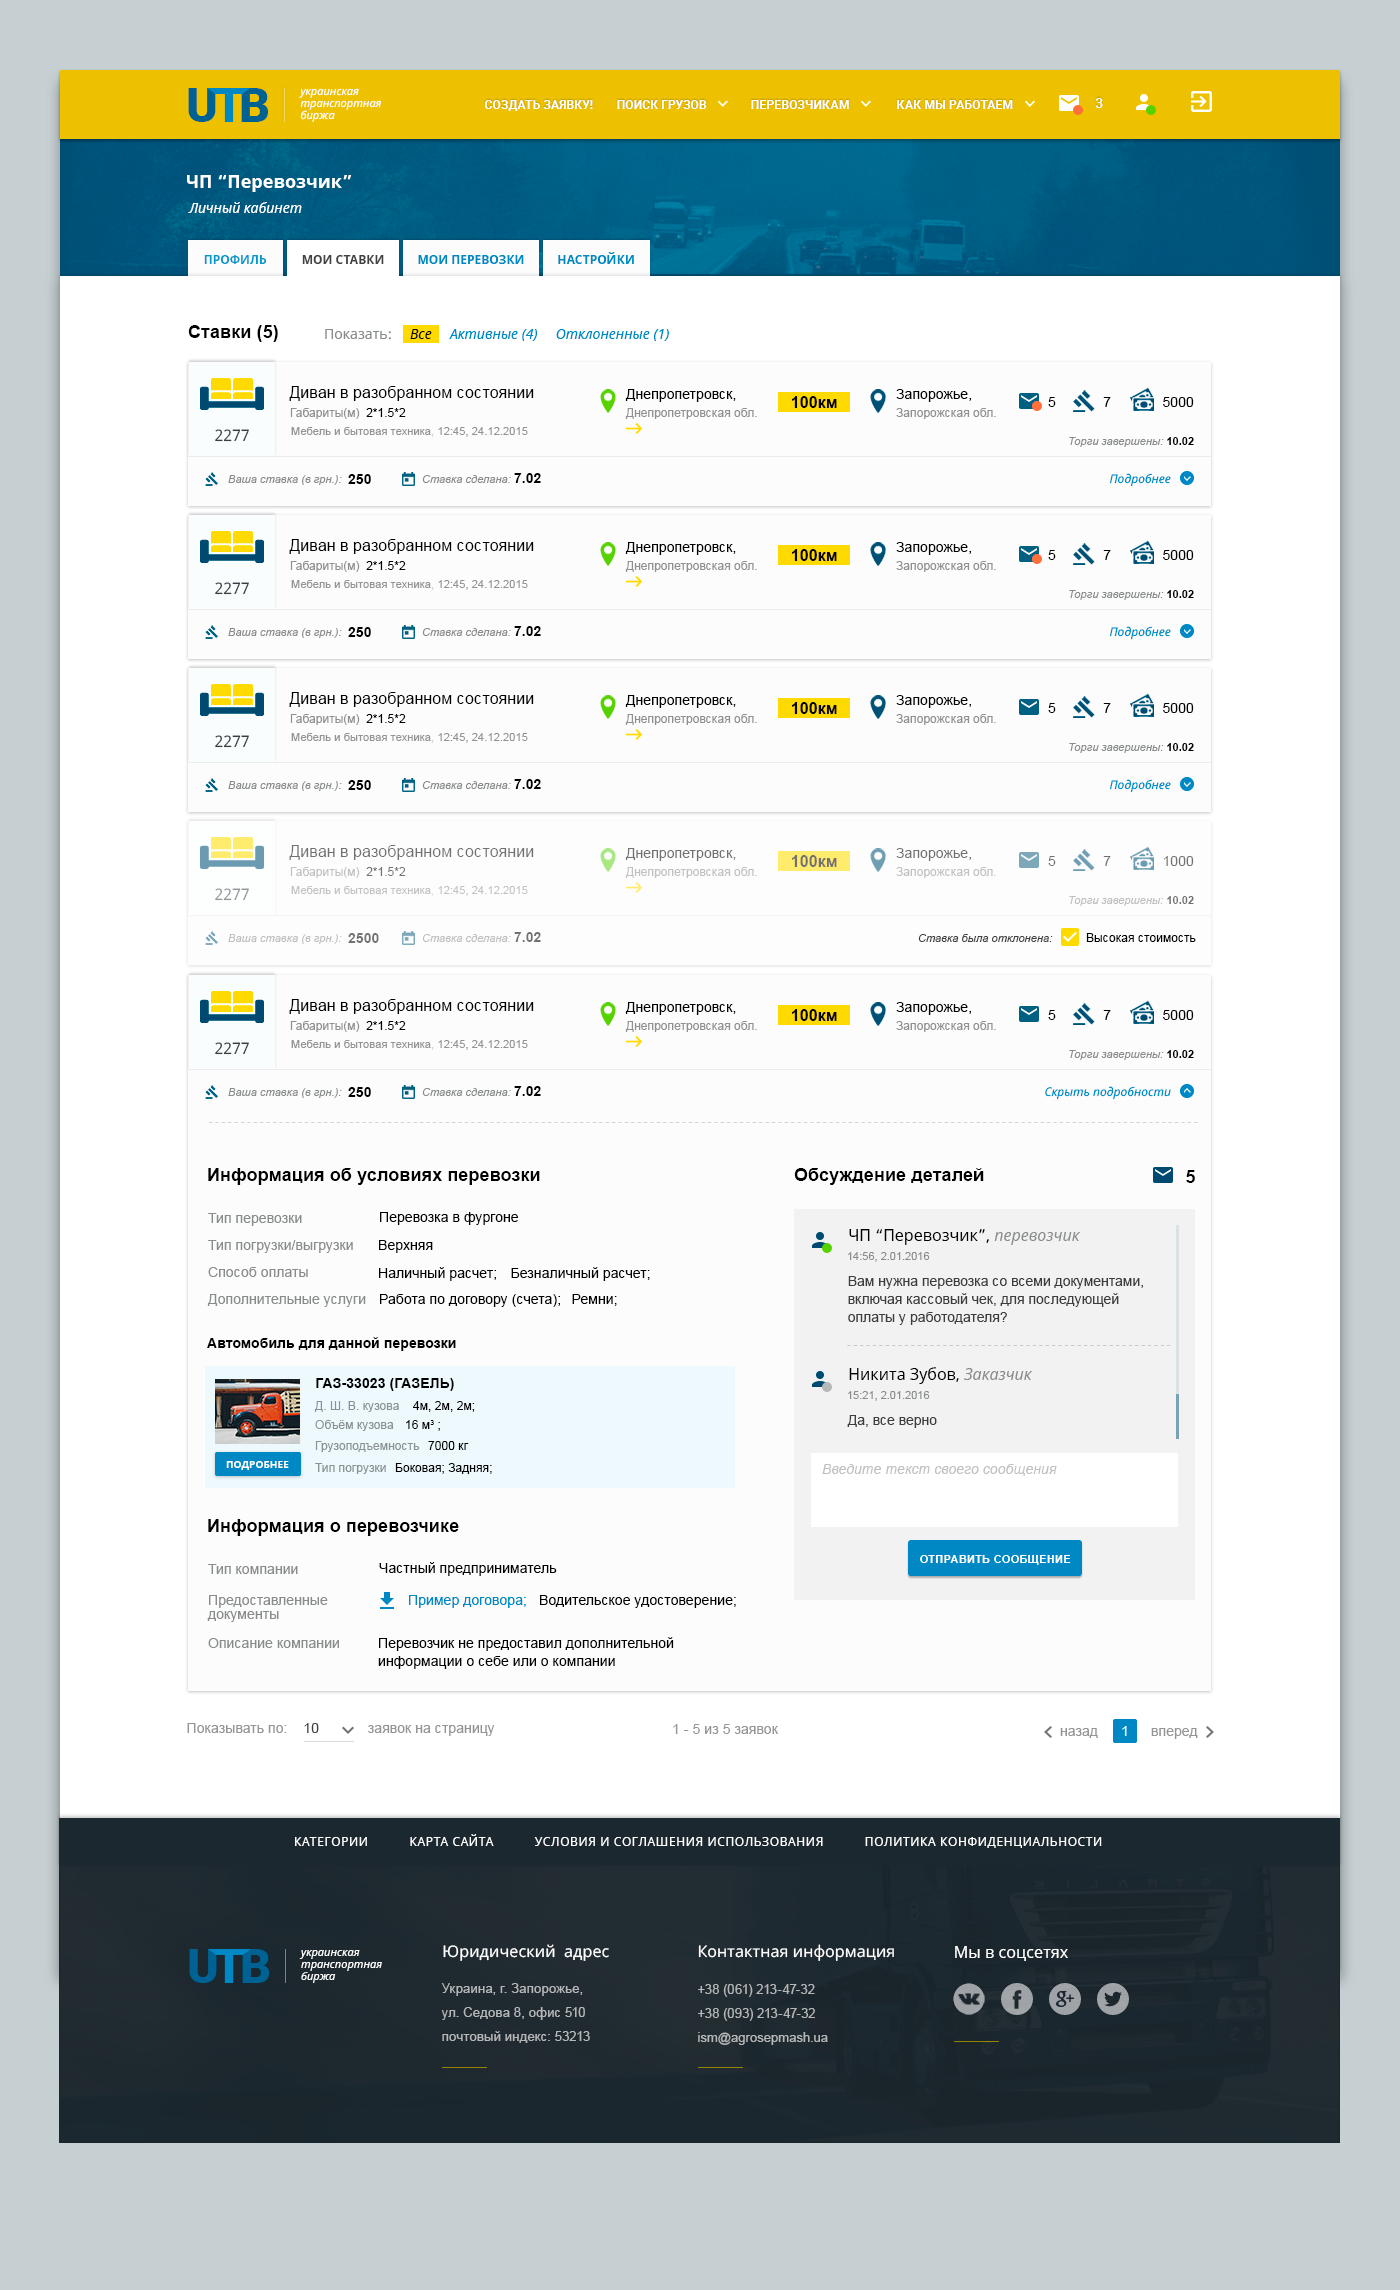 UTB
украинская
транспортная
биржа
СОЗДАТЬ ЗАЯВКУ! ПОИСК ГРУЗОВ ПЕРЕВОЗЧИКАМ КАК МЫ РАБОТАЕМ 3
ЧП “Перевозчик”
Личный кабинет
ПРОФИЛЬ МОИ СТАВКИ МОИ ПЕРЕВОЗКИ НАСТРОЙКИ
Ставки (5) Показать: Все Активные (4) Отклоненные (1)
Диван в разобранном состоянии Днепропетровск, 100км Запорожье, 5 7 5000
Габариты(м) 2*1.5*2 Днепропетровская обл. Запорожская обл.
2277 Мебель и бытовая техника, 12:45, 24.12.2015 Торги завершены: 10.02
Ваша ставка (в грн.): 250 Ставка сделана: 7.02 Подробнее
Диван в разобранном состоянии Днепропетровск, 100км Запорожье, 5 7 5000
Габариты(м) 2*1.5*2 Днепропетровская обл. Запорожская обл.
2277 Мебель и бытовая техника, 12:45, 24.12.2015 Торги завершены: 10.02
Ваша ставка (в грн.): 250 Ставка сделана: 7.02 Подробнее
Диван в разобранном состоянии Днепропетровск, 100км Запорожье, 5 7 5000
Габариты(м) 2*1.5*2 Днепропетровская обл. Запорожская обл.
2277 Мебель и бытовая техника, 12:45, 24.12.2015 Торги завершены: 10.02
Ваша ставка (в грн.): 250 Ставка сделана: 7.02 Подробнее
Диван в разобранном состоянии Днепропетровск, 100км Запорожье, 5 7 1000
Габариты(м) 2*1.5*2 Днепропетровская обл. Запорожская обл.
2277 Мебель и бытовая техника, 12:45, 24.12.2015 Торги завершены: 10.02
Ваша ставка (в грн.): 2500 Ставка сделана: 7.02 Ставка была отклонена: Высокая стоимость
Диван в разобранном состоянии Днепропетровск, 100км Запорожье, 5 7 5000
Габариты(м) 2*1.5*2 Днепропетровская обл. Запорожская обл.
2277 Мебель и бытовая техника, 12:45, 24.12.2015 Торги завершены: 10.02
Ваша ставка (в грн.): 250 Ставка сделана: 7.02 Скрыть подробности
Информация об условиях перевозки
Тип перевозки Перевозка в фургоне
Тип погрузки/выгрузки Верхняя
Способ оплаты Наличный расчет; Безналичный расчет;
Дополнительные услуги Работа по договору (счета); Ремни;
Автомобиль для данной перевозки
ГАЗ-33023 (ГАЗЕЛЬ)
Д. Ш. В. кузова 4м, 2м, 2м;
Объём кузова 16 м³ ;
Грузоподъемность 7000 кг
Тип погрузки Боковая; Задняя;
ПОДРОБНЕЕ
Информация о перевозчике
Тип компании Частный предприниматель
Предоставленные
документы
Пример договора; Водительское удостоверение;
Описание компании Перевозчик не предоставил дополнительной
информации о себе или о компании
Обсуждение деталей 5
ЧП “Перевозчик”, перевозчик
14:56, 2.01.2016
Вам нужна перевозка со всеми документами,
включая кассовый чек, для последующей
оплаты у работодателя?
Никита Зубов, Заказчик
15:21, 2.01.2016
Да, все верно
Введите текст своего сообщения
ОТПРАВИТЬ СООБЩЕНИЕ
Показывать по: 10 заявок на страницу 1 - 5 из 5 заявок назад 1 вперед
КАТЕГОРИИ КАРТА САЙТА УСЛОВИЯ И СОГЛАШЕНИЯ ИСПОЛЬЗОВАНИЯ ПОЛИТИКА КОНФИДЕНЦИАЛЬНОСТИ
UTB
украинская
транспортная
биржа
Юридический адрес
Украина, г. Запорожье,
ул. Седова 8, офис 510
почтовый индекс: 53213
Контактная информация
+38 (061) 213-47-32
+38 (093) 213-47-32
ism@agrosepmash.ua
Мы в соцсетях